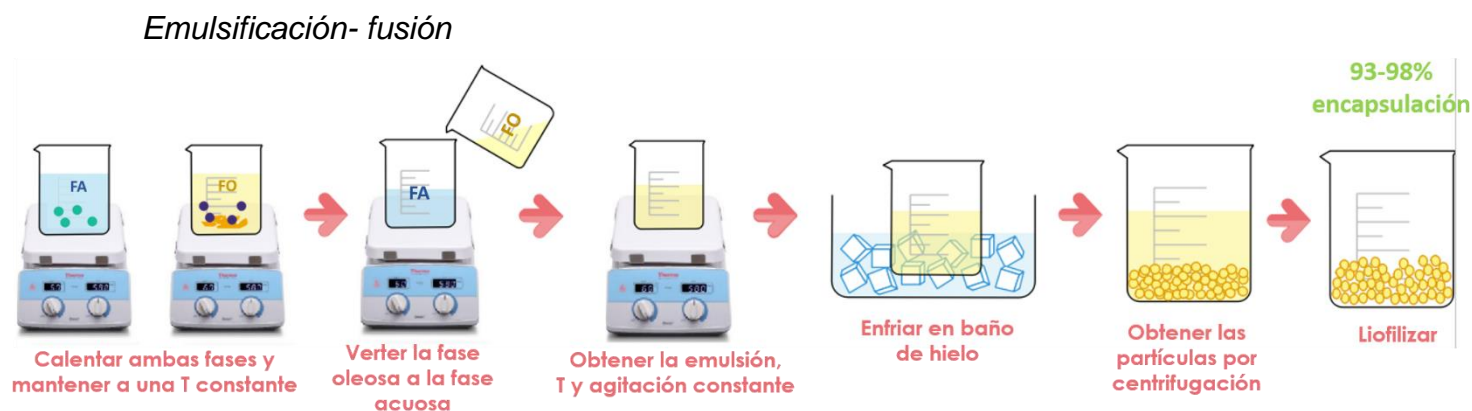 Emulsificación- fusión
93-98%
encapsulación
FA
FO
FA
FO
Calentar ambas fases y
mantener a una T constante
Verter la fase
oleosa a la fase
acuosa
Obtener la emulsión,
T y agitación constante
Enfriar en baño
de hielo
Obtener las
partículas por
centrifugación
Liofilizar